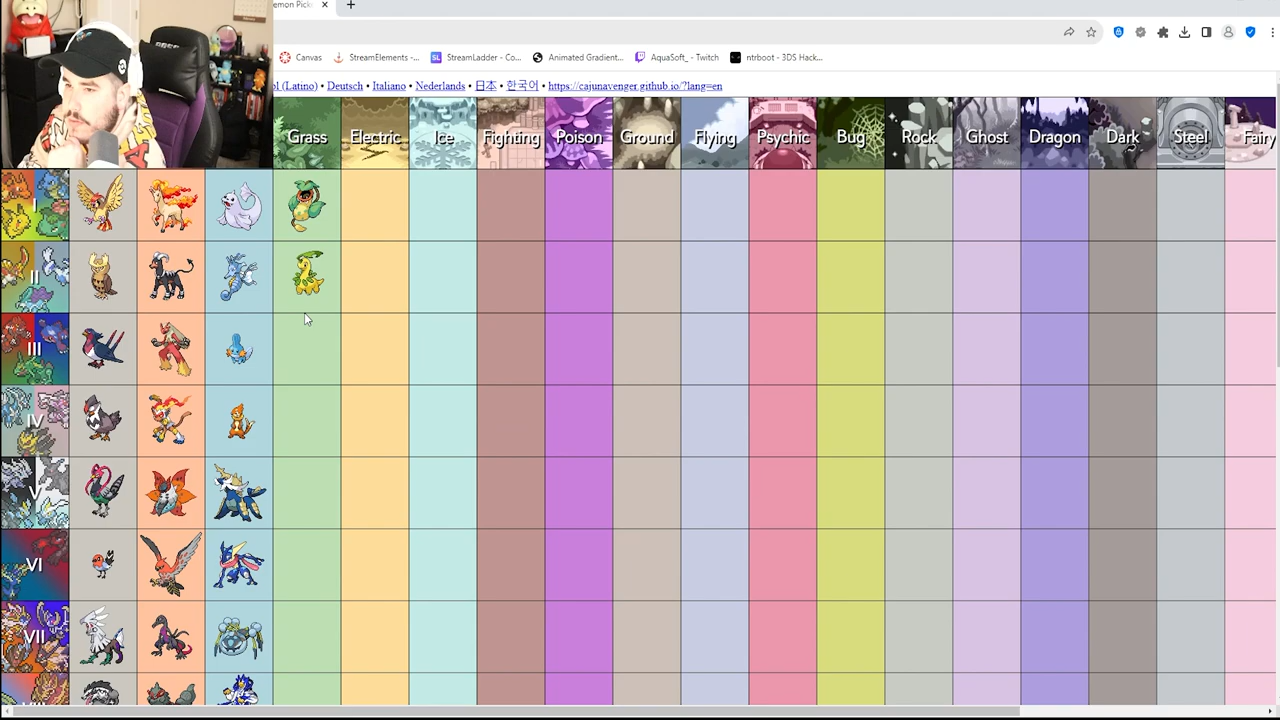 emon Pick
Canvas
StreamElements -...
StreamLadder - Co...
Animated Gradient...
AquaSoft_ - Twitch
ntrboot - 3DS Hack...
ol (Latino) • Deutsch • Italiano • Nederlands • 日本 • 한국어 • https://cajunavenger.github.io/?lang=en
Grass Electric Ice Fighting Poison Ground Flying Psychic Bug Rock Ghost Dragon Dark Steel Fairy
I
II
III
IV
V
VI
VII